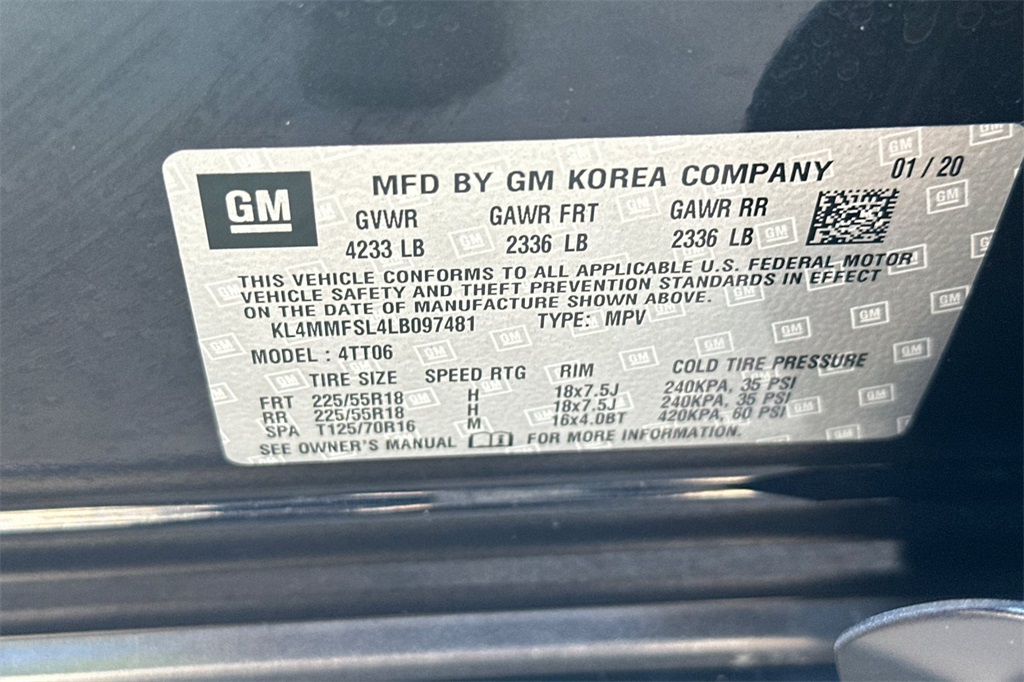 GM
MFD BY GM KOREA COMPANY 01 / 20
GVWR GAWR FRT GAWR RR
4233 LB 2336 LB 2336 LB
THIS VEHICLE CONFORMS TO ALL APPLICABLE U.S. FEDERAL MOTOR
VEHICLE SAFETY AND THEFT PREVENTION STANDARDS IN EFFECT
ON THE DATE OF MANUFACTURE SHOWN ABOVE.
KL4MMFSL4LB097481 TYPE: MPV
MODEL : 4TT06
TIRE SIZE SPEED RTG RIM COLD TIRE PRESSURE
FRT 225/55R18 H 18x7.5J 240KPA, 35 PSI
RR 225/55R18 H 18x7.5J 240KPA, 35 PSI
SPA T125/70R16 M 16x4.0BT 420KPA, 60 PSI
SEE OWNER'S MANUAL FOR MORE INFORMATION.